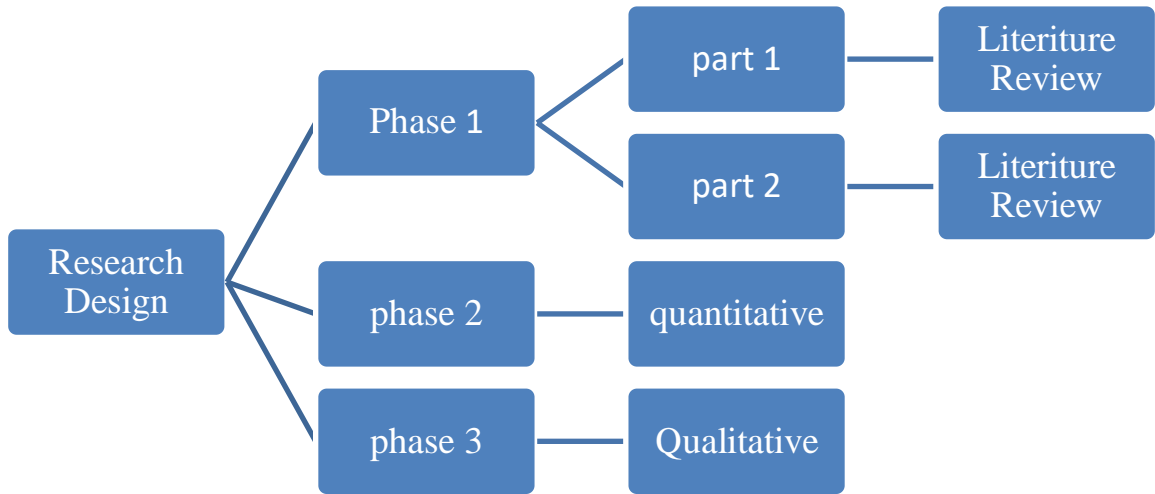 Research
Design
Phase 1
part 1
Literiture
Review
part 2
Literiture
Review
phase 2
quantitative
phase 3
Qualitative